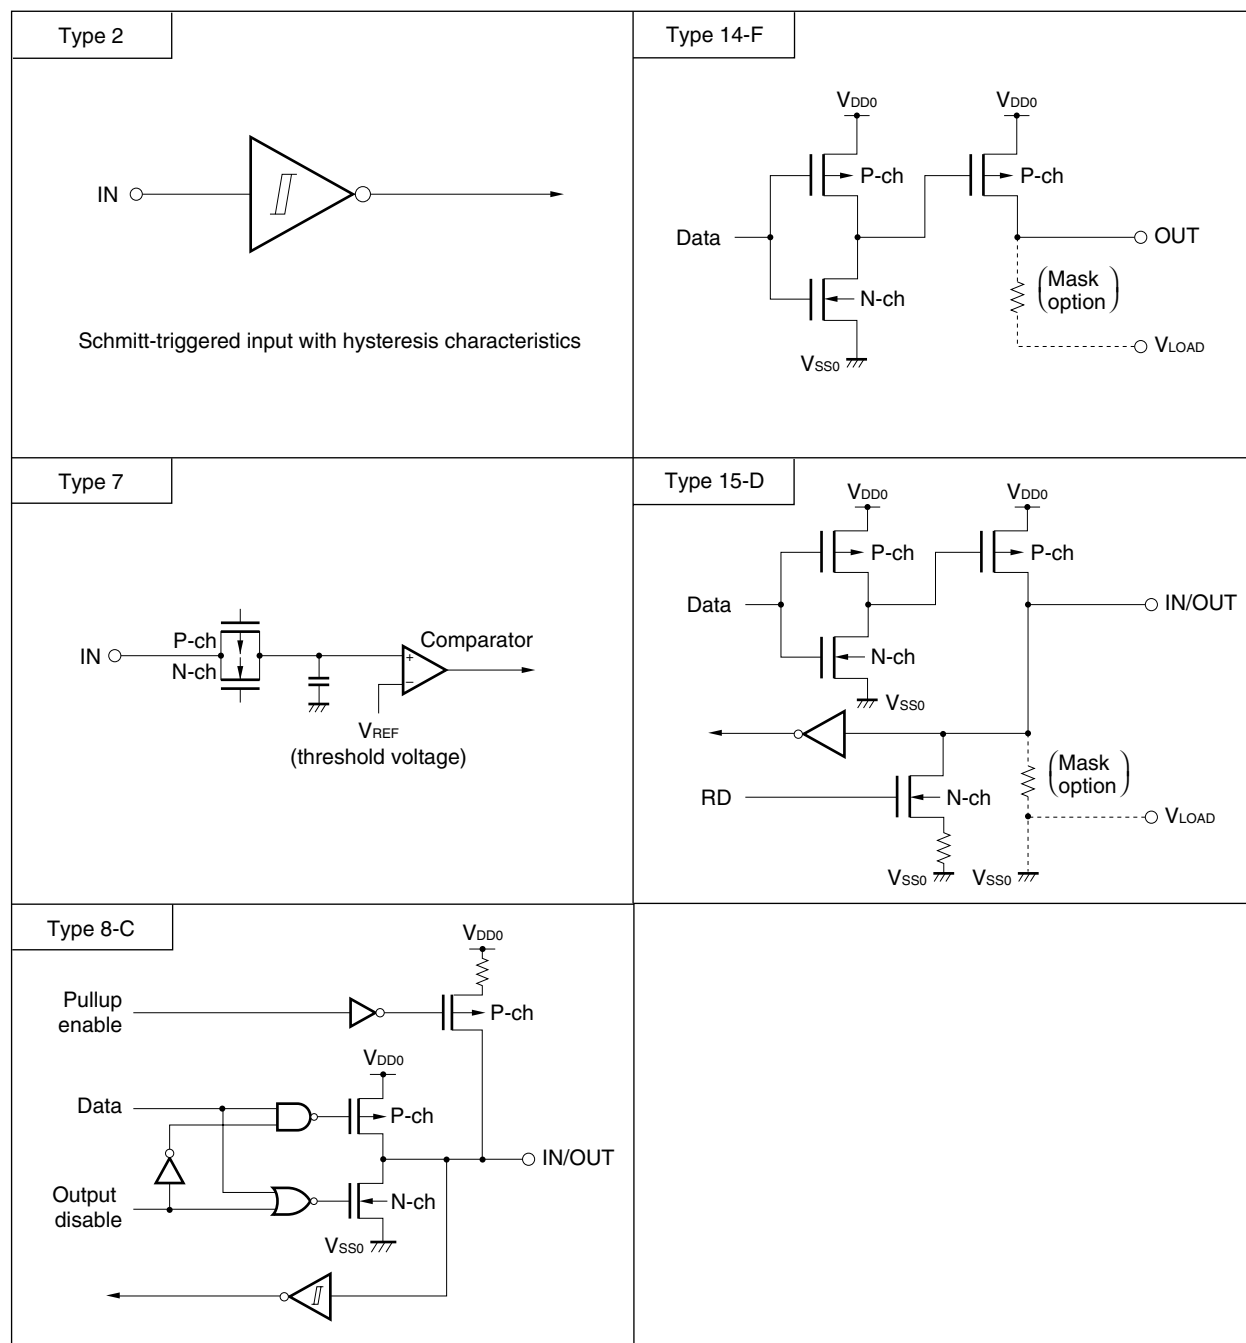 Type 2
IN
Schmitt-triggered input with hysteresis characteristics
Type 14-F
VDD0
VDD0
P-ch
P-ch
Data
OUT
N-ch
(Mask
option)
VSS0
VLOAD
Type 7
P-ch
IN
N-ch
Comparator
+
−
VREF
(threshold voltage)
Type 15-D
VDD0
VDD0
P-ch
P-ch
Data
IN/OUT
N-ch
VSS0
(Mask
option)
RD
N-ch
VLOAD
VSS0
VSS0
Type 8-C
VDD0
Pullup
enable
P-ch
VDD0
Data
P-ch
IN/OUT
Output
disable
N-ch
VSS0